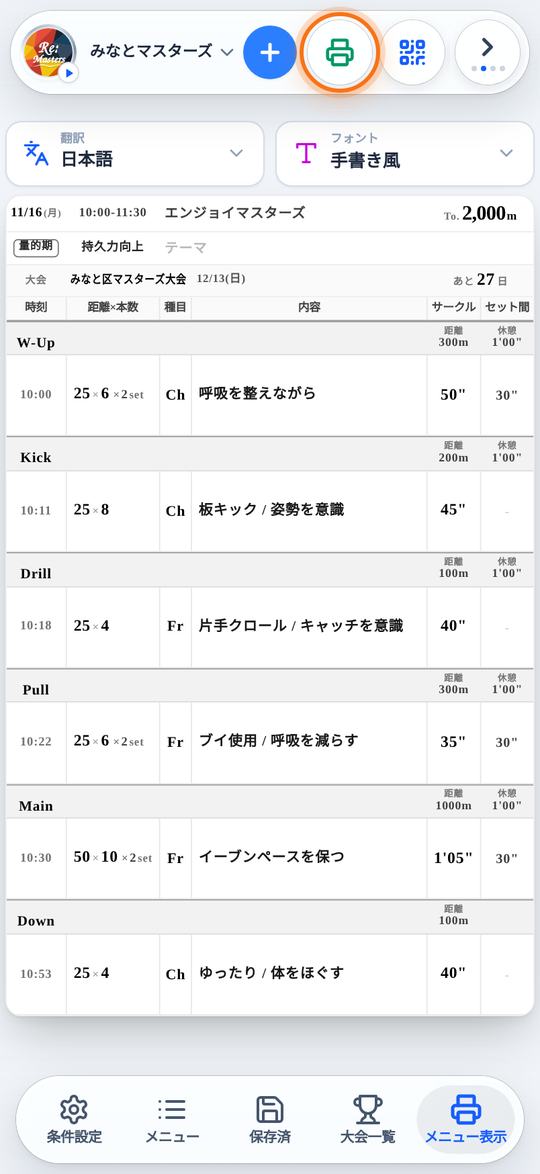 Re:
Masters
みなとマスターズ
翻訳
日本語
フォント
手書き風
11/16(月) 10:00-11:30 エンジョイマスターズ To. 2,000m
量的期 持久力向上 テーマ
大会 みなと区マスターズ大会 12/13(日) あと 27 日
時刻 距離×本数 種目 内容 サークル セット間
W-Up 距離 300m 休憩 1'00"
10:00 25×6 ×2set Ch 呼吸を整えながら 50" 30"
Kick 距離 200m 休憩 1'00"
10:11 25×8 Ch 板キック / 姿勢を意識 45" -
Drill 距離 100m 休憩 1'00"
10:18 25×4 Fr 片手クロール / キャッチを意識 40" -
Pull 距離 300m 休憩 1'00"
10:22 25×6 ×2set Fr ブイ使用 / 呼吸を減らす 35" 30"
Main 距離 1000m 休憩 1'00"
10:30 50×10 ×2set Fr イーブンペースを保つ 1'05" 30"
Down 距離 100m
10:53 25×4 Ch ゆったり / 体をほぐす 40" -
条件設定 メニュー 保存済 大会一覧 メニュー表示